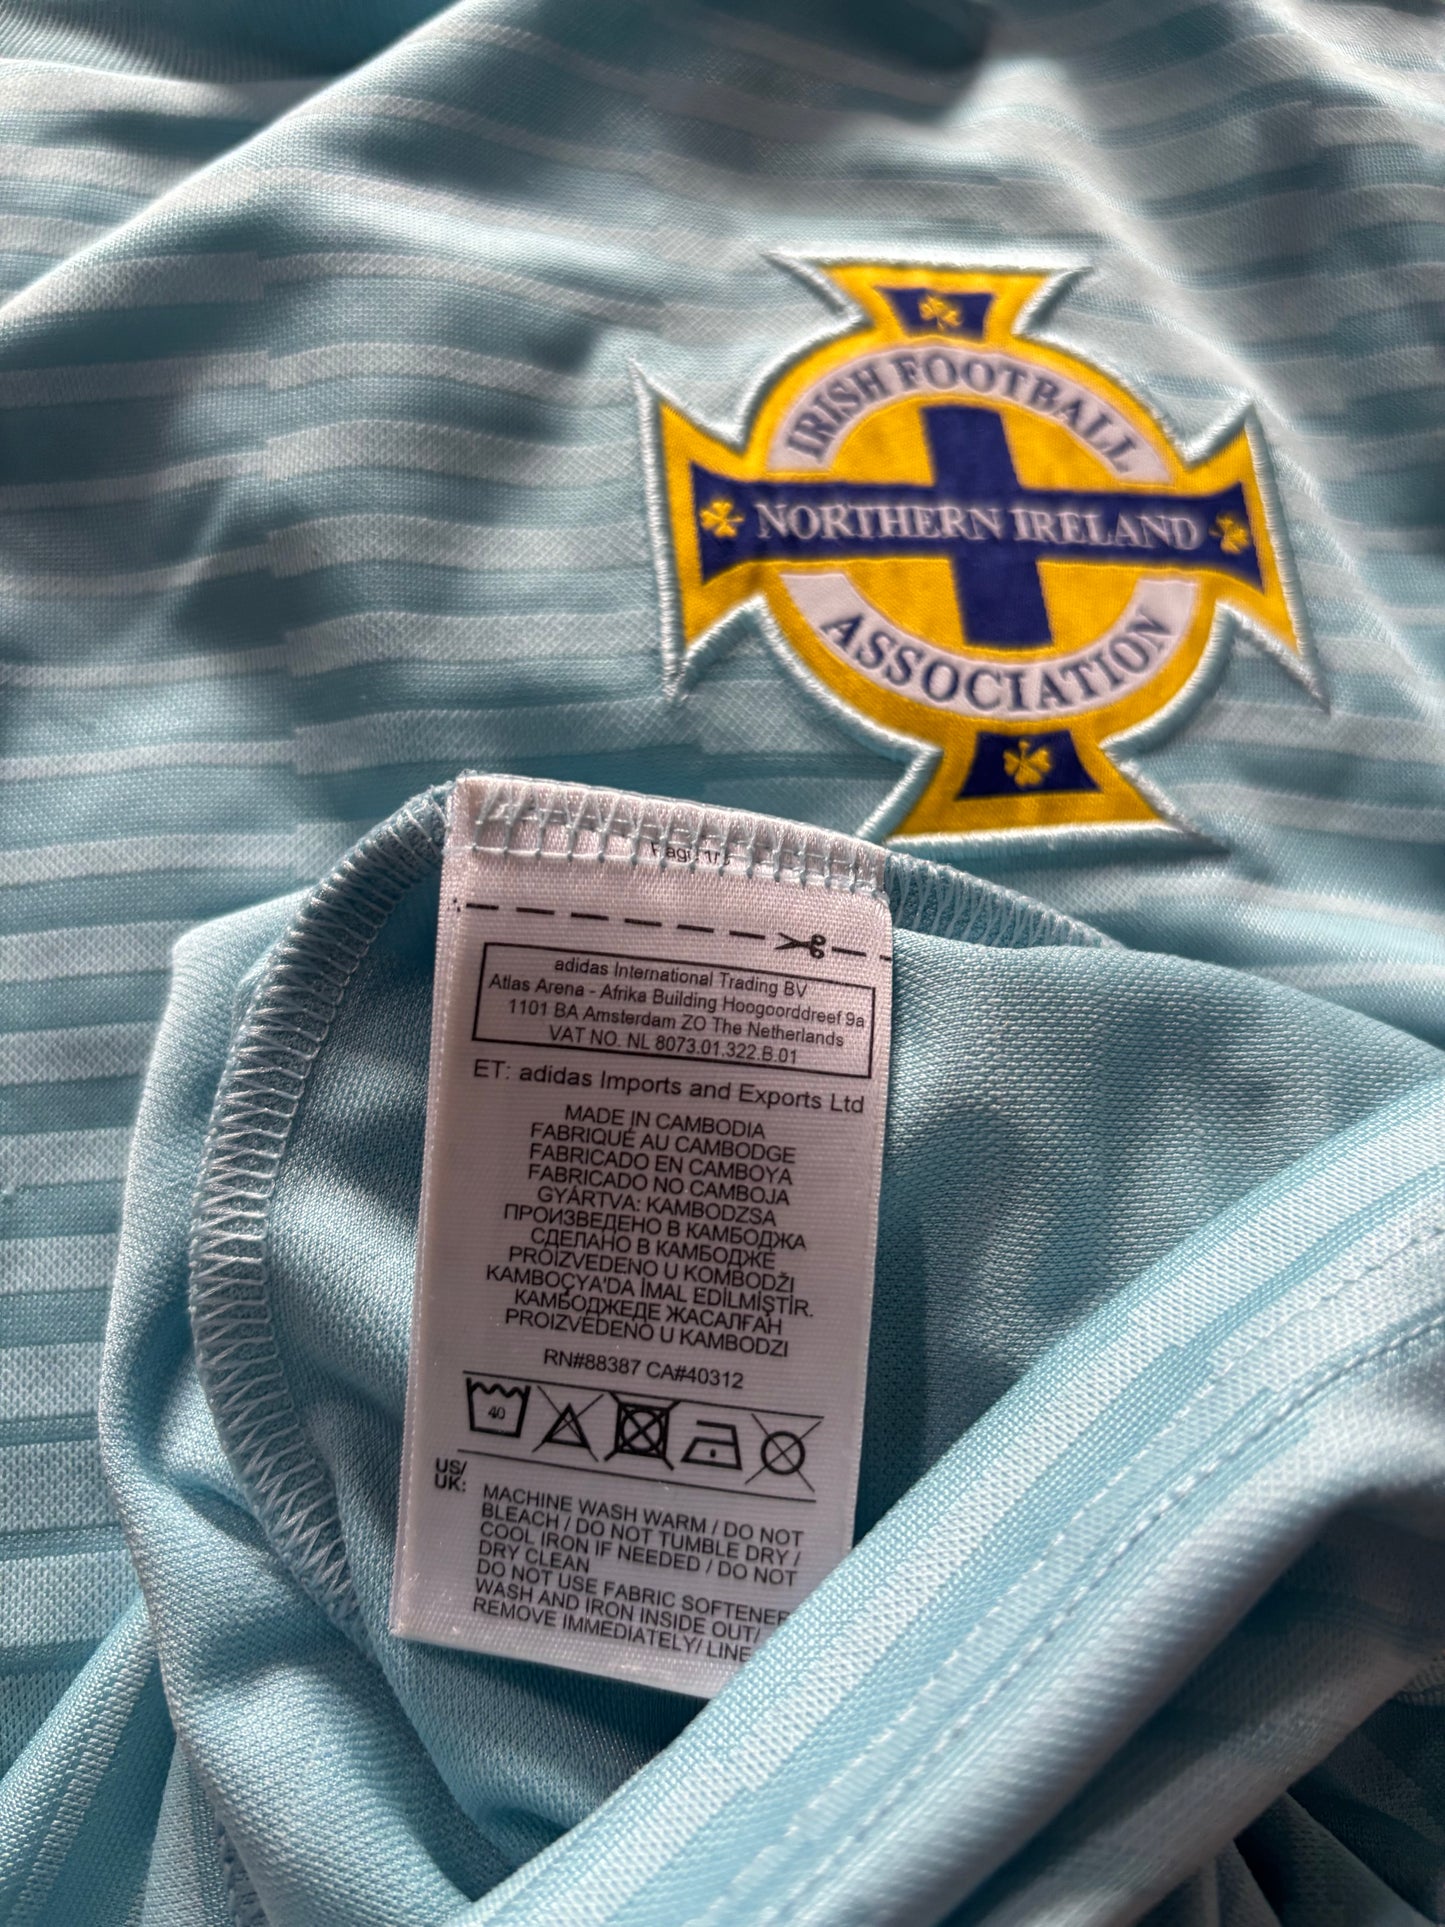 IRISH FOOTBALL
NORTHERN IRELAND
ASSOCIATION
adidas International Trading BV
Atlas Arena - Afrika Building Hoogoorddreef 9a
1101 BA Amsterdam ZO The Netherlands
VAT NO. NL 8073.01.322.B.01
ET: adidas Imports and Exports Ltd
MADE IN CAMBODIA
FABRIQUÉ AU CAMBODGE
FABRICADO EN CAMBOYA
FABRICADO NO CAMBOJA
GYÁRTVA: KAMBODZSA
ПРОИЗВЕДЕНО В КАМБОДЖА
СДЕЛАНО В КАМБОДЖЕ
PRÓIZVEDENO U KOMBODŽI
KAMBOÇYA'DA İMAL EDİLMİŞTİR.
КАМБОДЖЕДЕ ЖАСАЛҒАН
PROIZVEDENO U KAMBODZI
RN#88387 CA#40312
40
US/
UK:
MACHINE WASH WARM / DO NOT
BLEACH / DO NOT TUMBLE DRY /
COOL IRON IF NEEDED / DO NOT
DRY CLEAN
DO NOT USE FABRIC SOFTENER
WASH AND IRON INSIDE OUT/
REMOVE IMMEDIATELY/ LINE